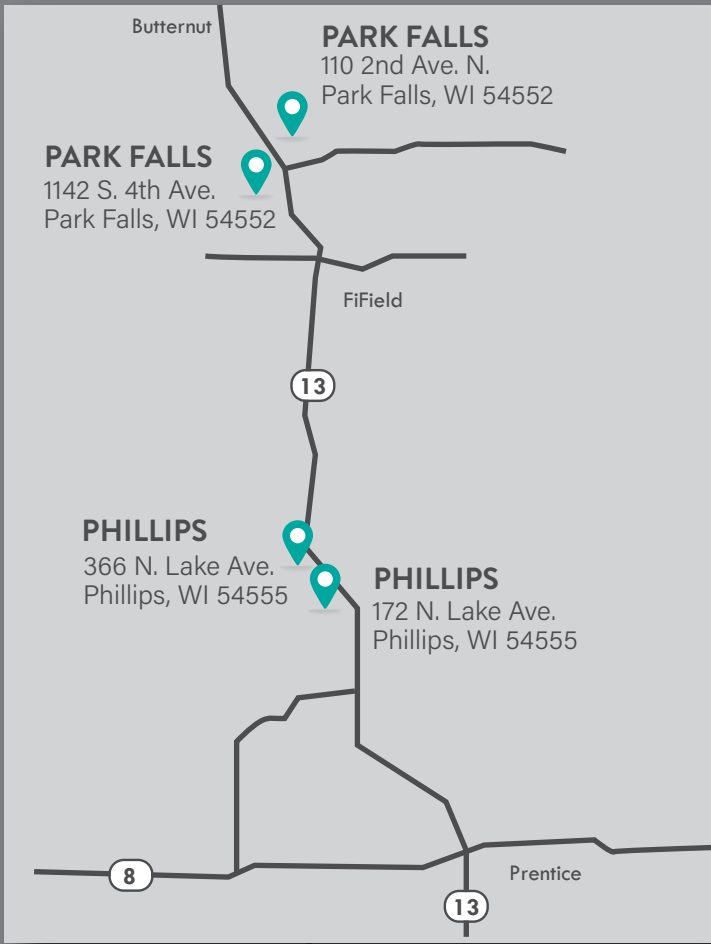 Butternut
PARK FALLS
110 2nd Ave. N.
Park Falls, WI 54552
PARK FALLS
1142 S. 4th Ave.
Park Falls, WI 54552
FiField
13
PHILLIPS
366 N. Lake Ave.
Phillips, WI 54555
PHILLIPS
172 N. Lake Ave.
Phillips, WI 54555
8
Prentice
13